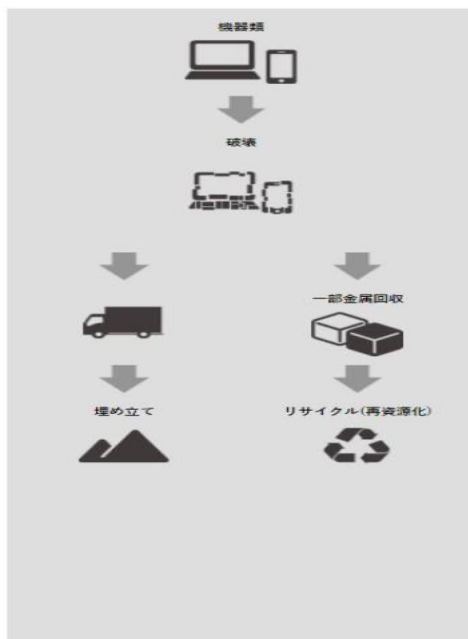 機器類
破壊
一部金属回収
埋め立て
リサイクル(再資源化)